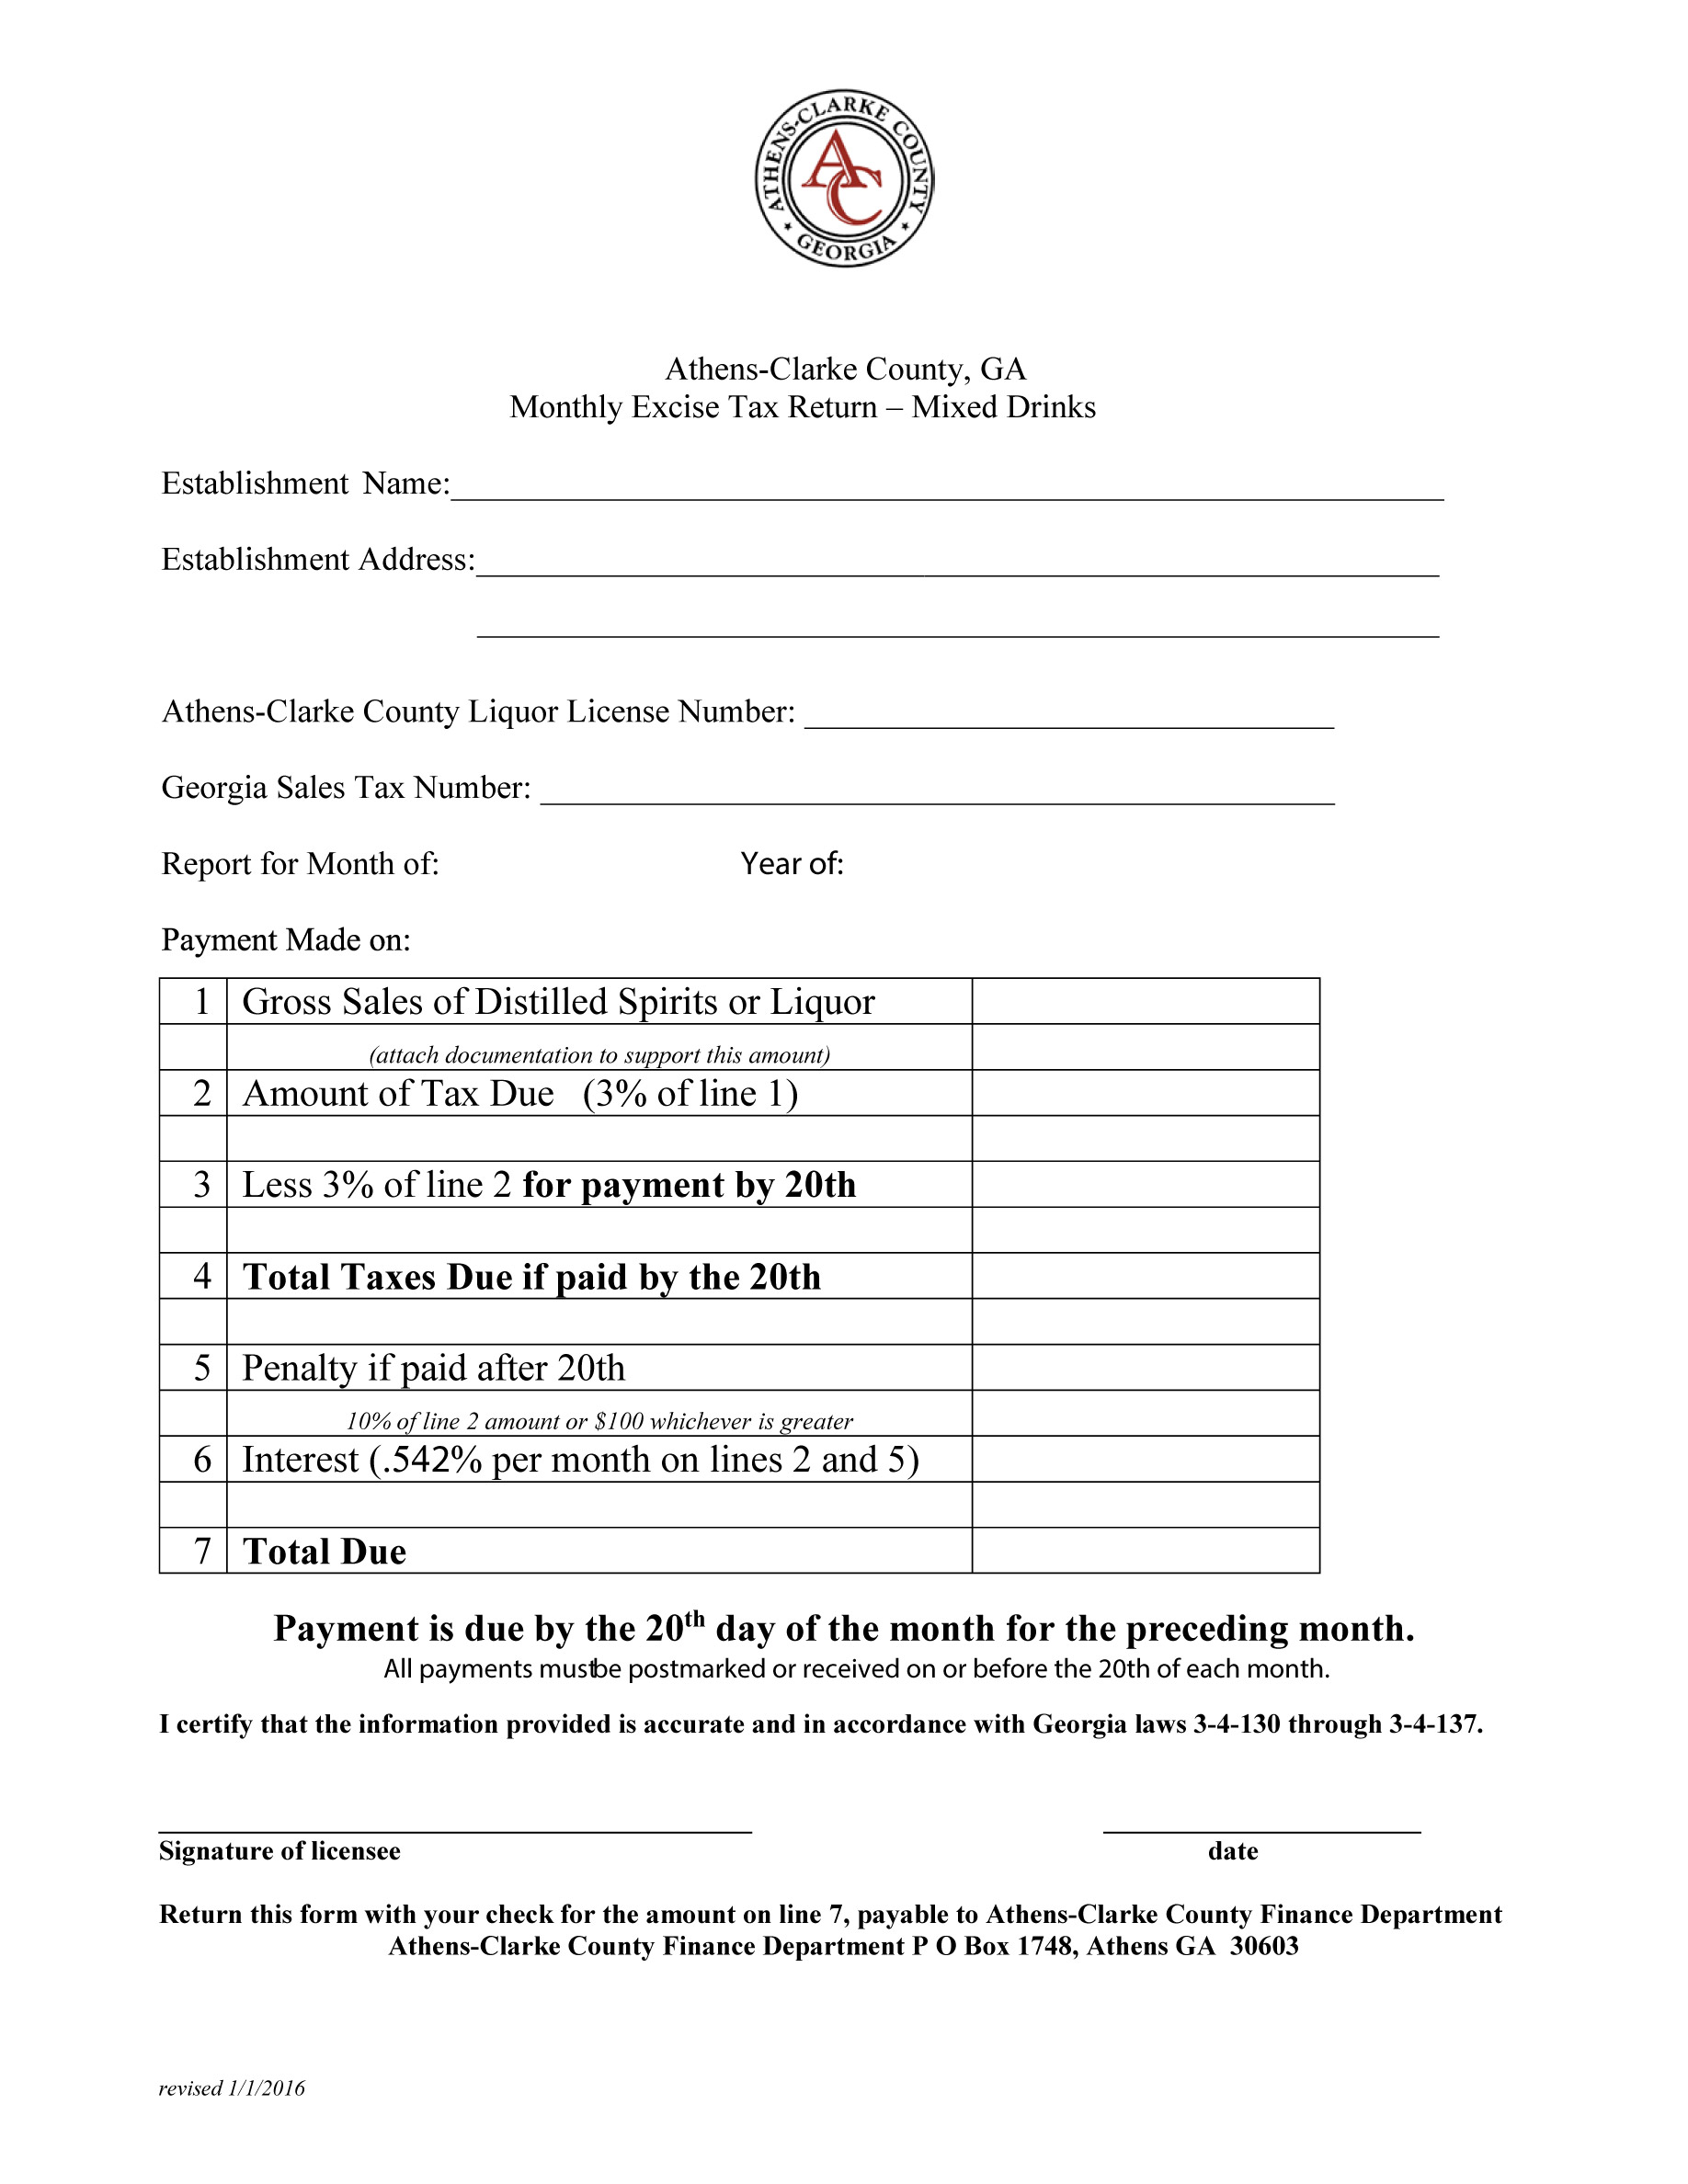 ATHENS-CLARKE COUNTY
AC
GEORGIA
Athens-Clarke County, GA
Monthly Excise Tax Return – Mixed Drinks
Establishment Name:
Establishment Address:
Athens-Clarke County Liquor License Number:
Georgia Sales Tax Number:
Report for Month of: Year of:
Payment Made on:
1 Gross Sales of Distilled Spirits or Liquor
(attach documentation to support this amount)
2 Amount of Tax Due (3% of line 1)
3 Less 3% of line 2 for payment by 20th
4 Total Taxes Due if paid by the 20th
5 Penalty if paid after 20th
10% of line 2 amount or $100 whichever is greater
6 Interest (.542% per month on lines 2 and 5)
7 Total Due
Payment is due by the 20th day of the month for the preceding month.
All payments must be postmarked or received on or before the 20th of each month.
I certify that the information provided is accurate and in accordance with Georgia laws 3-4-130 through 3-4-137.
Signature of licensee date
Return this form with your check for the amount on line 7, payable to Athens-Clarke County Finance Department
Athens-Clarke County Finance Department P O Box 1748, Athens GA 30603
revised 1/1/2016